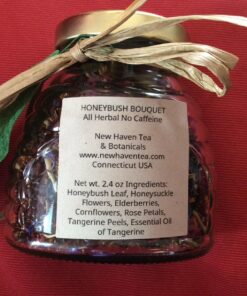 HONEYBUSH BOUQUET
All Herbal No Caffeine
New Haven Tea
& Botanicals
www.newhaventea.com
Connecticut USA
Net wt. 2.4 oz Ingredients:
Honeybush Leaf, Honeysuckle
Flowers, Elderberries,
Cornflowers, Rose Petals,
Tangerine Peels, Essential Oil
of Tangerine